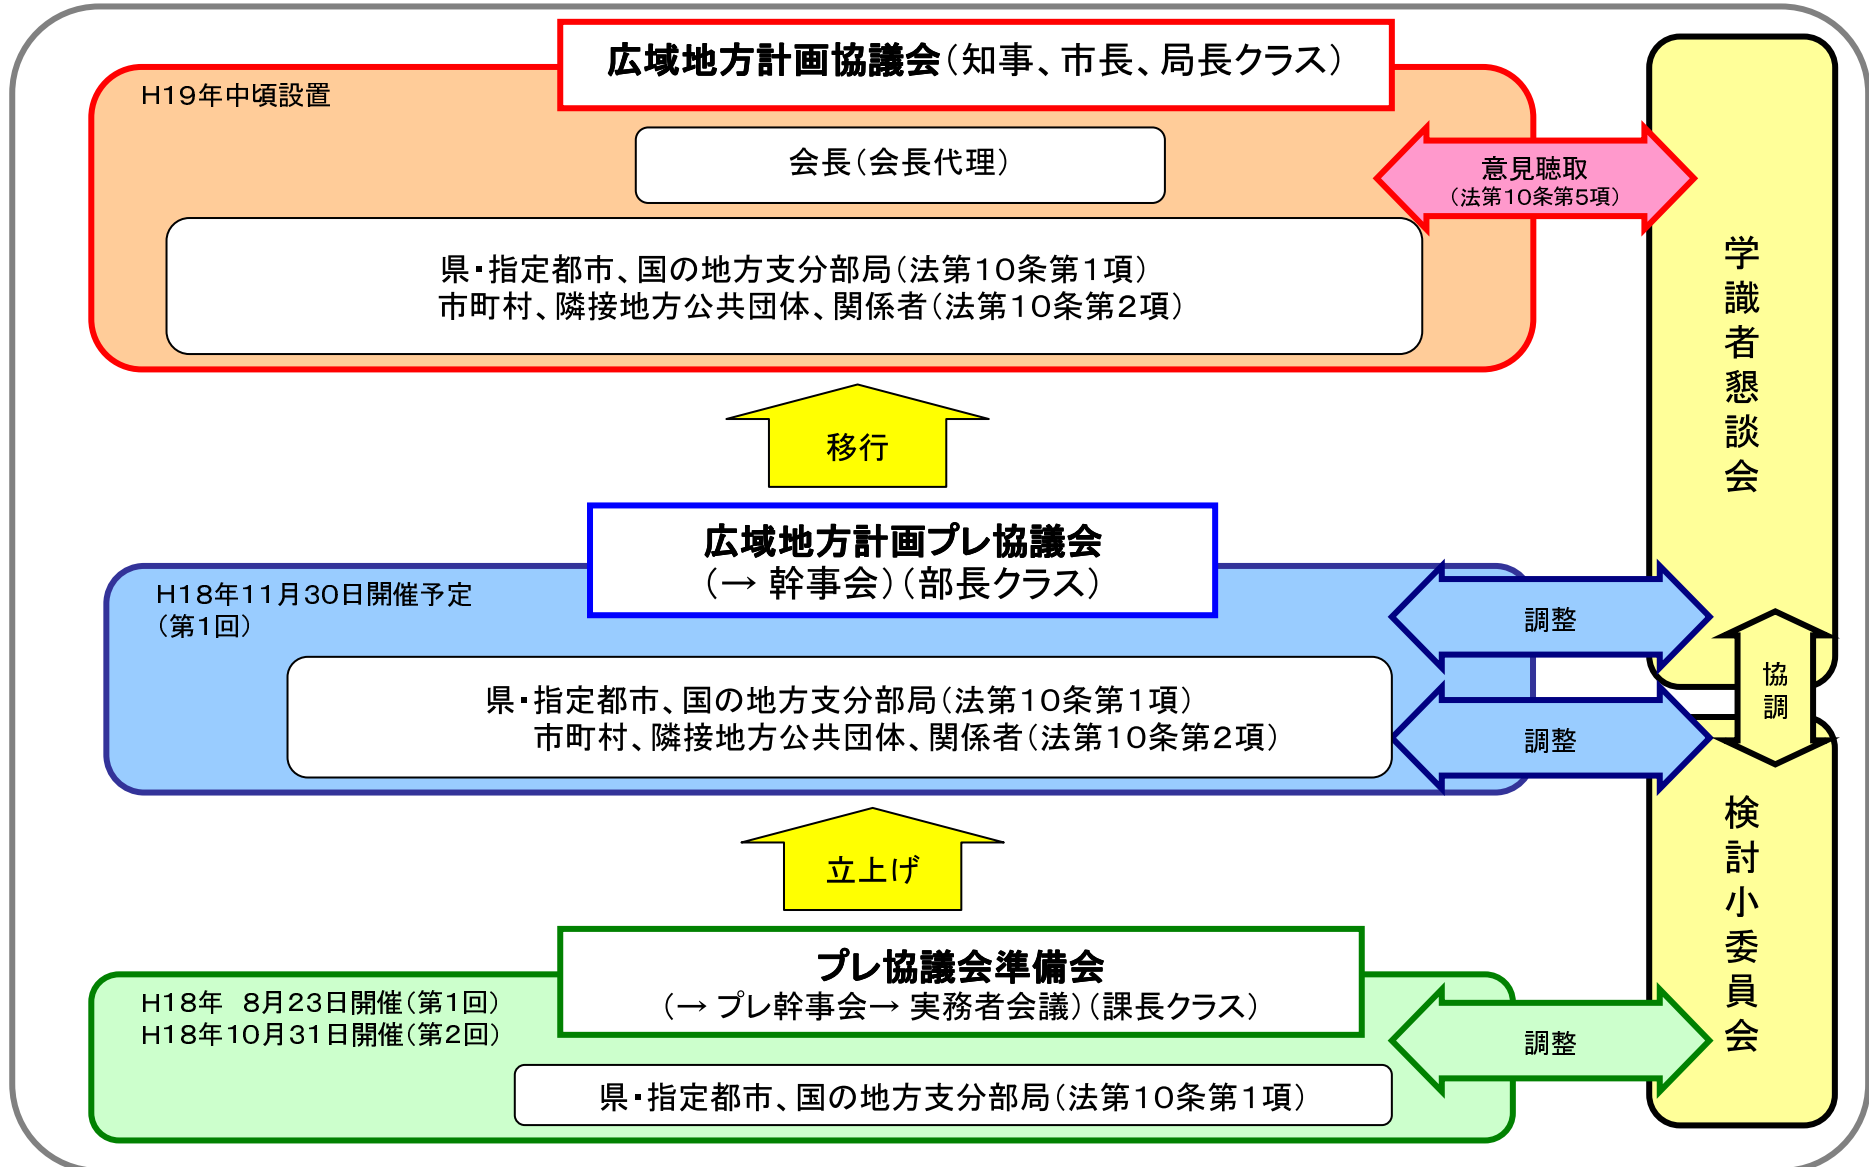 広域地方計画協議会（知事、市長、局長クラス）
H19年中頃設置
会長（会長代理）
意見聴取
（法第10条第5項）
県・指定都市、国の地方支分部局（法第10条第1項）
市町村、隣接地方公共団体、関係者（法第10条第2項）
学識者懇談会
移行
広域地方計画プレ協議会
（→ 幹事会）（部長クラス）
H18年11月30日開催予定
（第1回）
調整
県・指定都市、国の地方支分部局（法第10条第1項）
市町村、隣接地方公共団体、関係者（法第10条第2項）
調整
協調
立上げ
検討小委員会
プレ協議会準備会
（→ プレ幹事会→ 実務者会議）（課長クラス）
H18年　8月23日開催（第1回）
H18年10月31日開催（第2回）
調整
県・指定都市、国の地方支分部局（法第10条第1項）